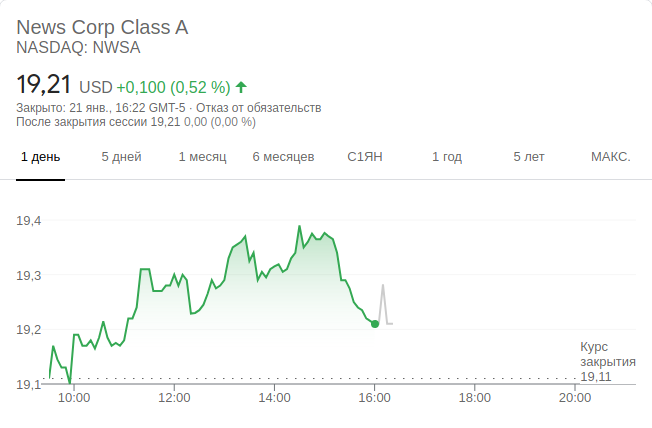 News Corp Class A
NASDAQ: NWSA
19,21 USD +0,100 (0,52 %)
Закрыто: 21 янв., 16:22 GMT-5 · Отказ от обязательств
После закрытия сессии 19,21 0,00 (0,00 %)
1 день 5 дней 1 месяц 6 месяцев С1ЯН 1 год 5 лет МАКС.
19,4
19,3
19,2
19,1
Курс
закрытия
19,11
10:00 12:00 14:00 16:00 18:00 20:00